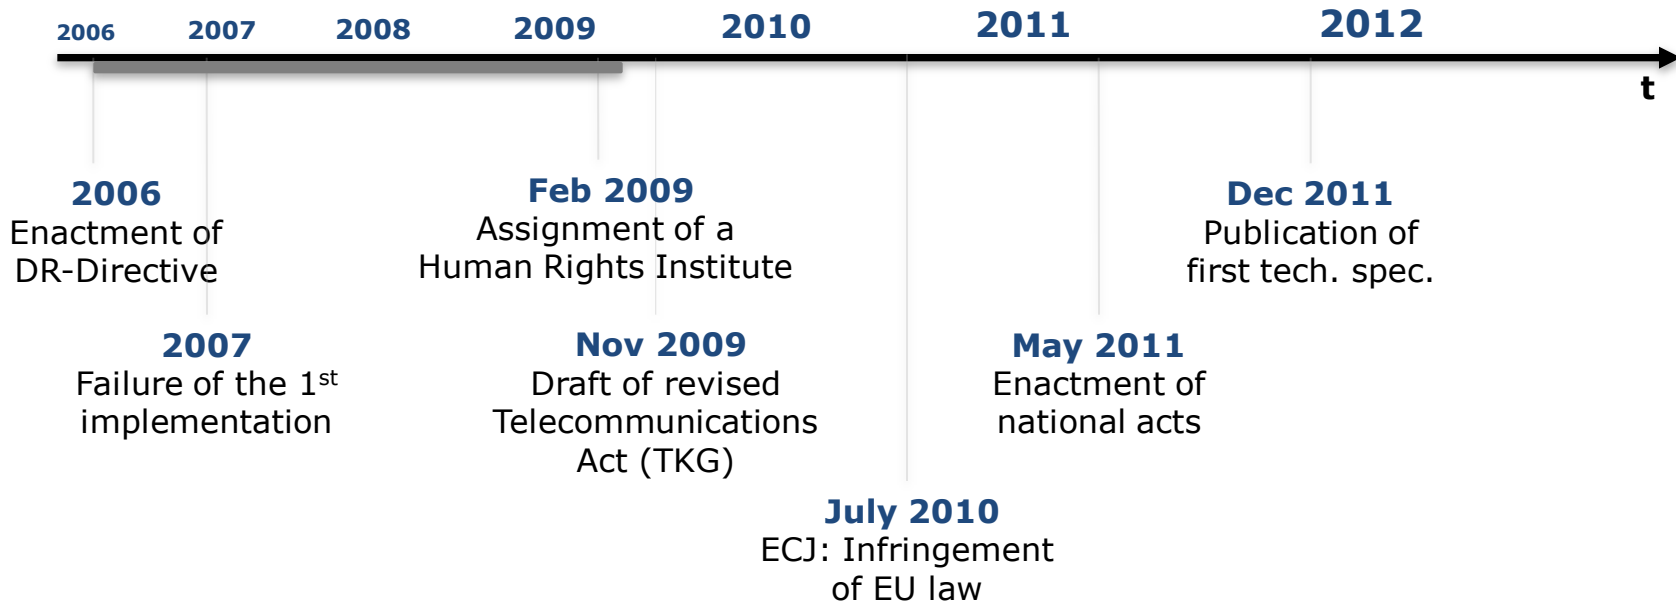 2006 2007 2008 2009 2010 2011 2012
t
2006
Enactment of
DR-Directive
Feb 2009
Assignment of a
Human Rights Institute
Dec 2011
Publication of
first tech. spec.
2007
Failure of the 1st
implementation
Nov 2009
Draft of revised
Telecommunications
Act (TKG)
May 2011
Enactment of
national acts
July 2010
ECJ: Infringement
of EU law